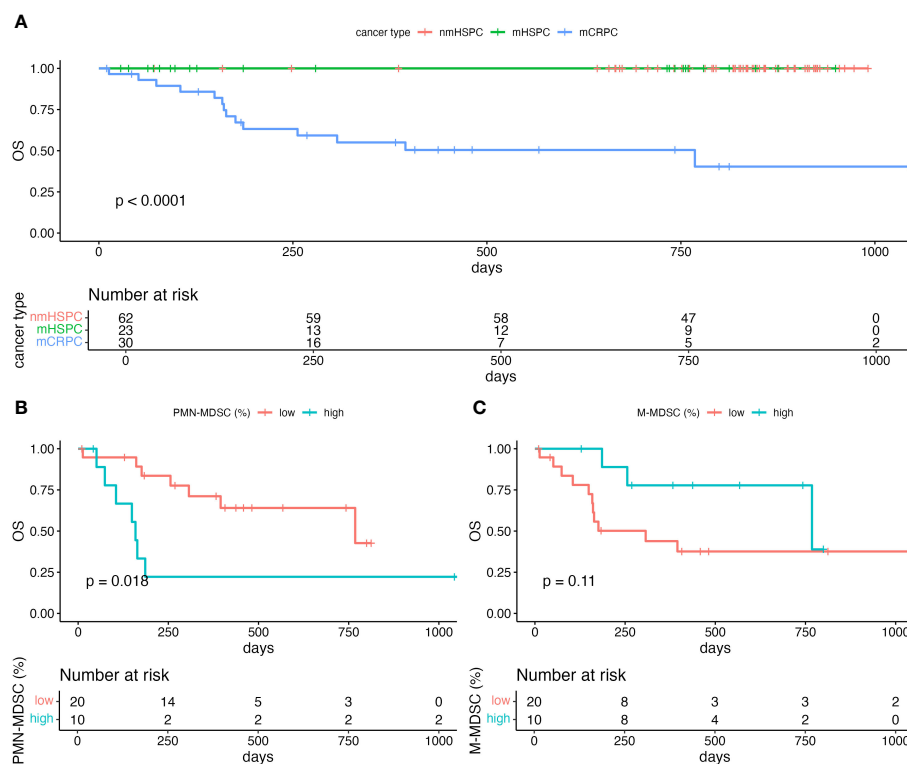 A
cancer type nmHSPC mHSPC mCRPC
1.00
0.75
0.50
0.25
0.00
OS
p < 0.0001
0 250 500 750 1000
days
Number at risk
cancer type
nmHSPC 62 59 58 47 0
mHSPC 23 13 12 9 0
mCRPC 30 16 7 5 2
0 250 500 750 1000
days
B
PMN-MDSC (%) low high
1.00
0.75
0.50
0.25
0.00
OS
p = 0.018
0 250 500 750 1000
days
Number at risk
PMN-MDSC (%)
low 20 14 5 3 0
high 10 2 2 2 2
0 250 500 750 1000
days
C
M-MDSC (%) low high
1.00
0.75
0.50
0.25
0.00
OS
p = 0.11
0 250 500 750 1000
days
Number at risk
M-MDSC (%)
low 20 8 3 3 2
high 10 8 4 2 0
0 250 500 750 1000
days